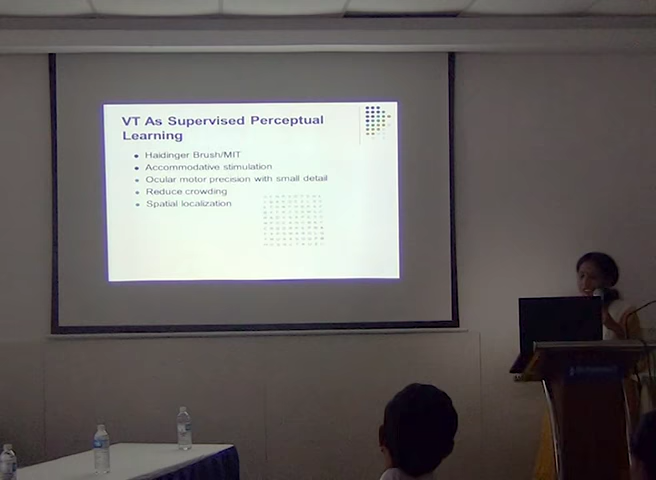 VT As Supervised Perceptual
Learning
Haidinger Brush/MIT
Accommodative stimulation
Ocular motor precision with small detail
Reduce crowding
Spatial localization